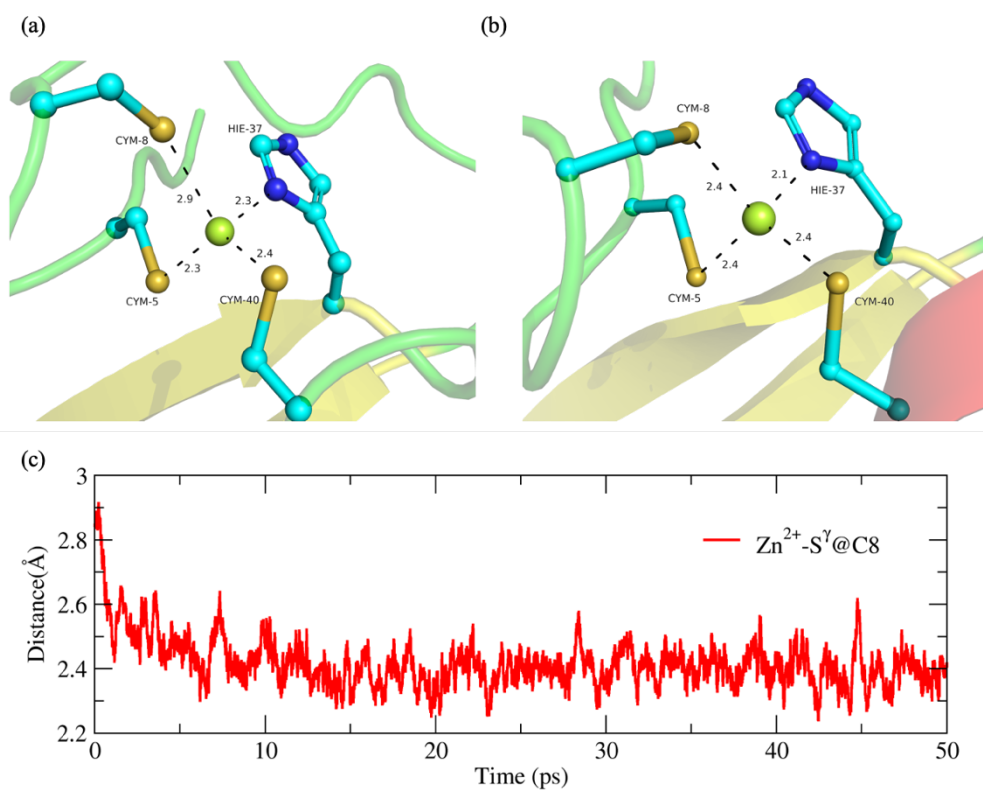 (a)
CYM-8
HIE-37
2.9
2.3
2.3
2.4
CYM-5
CYM-40
(b)
CYM-8
2.1
HIE-37
2.4
2.4
2.4
CYM-5
CYM-40
(c)
3
2.8
2.6
2.4
2.2
Distance(Å)
Zn²⁺-Sᵞ@C8
0
10
20
30
40
50
Time (ps)